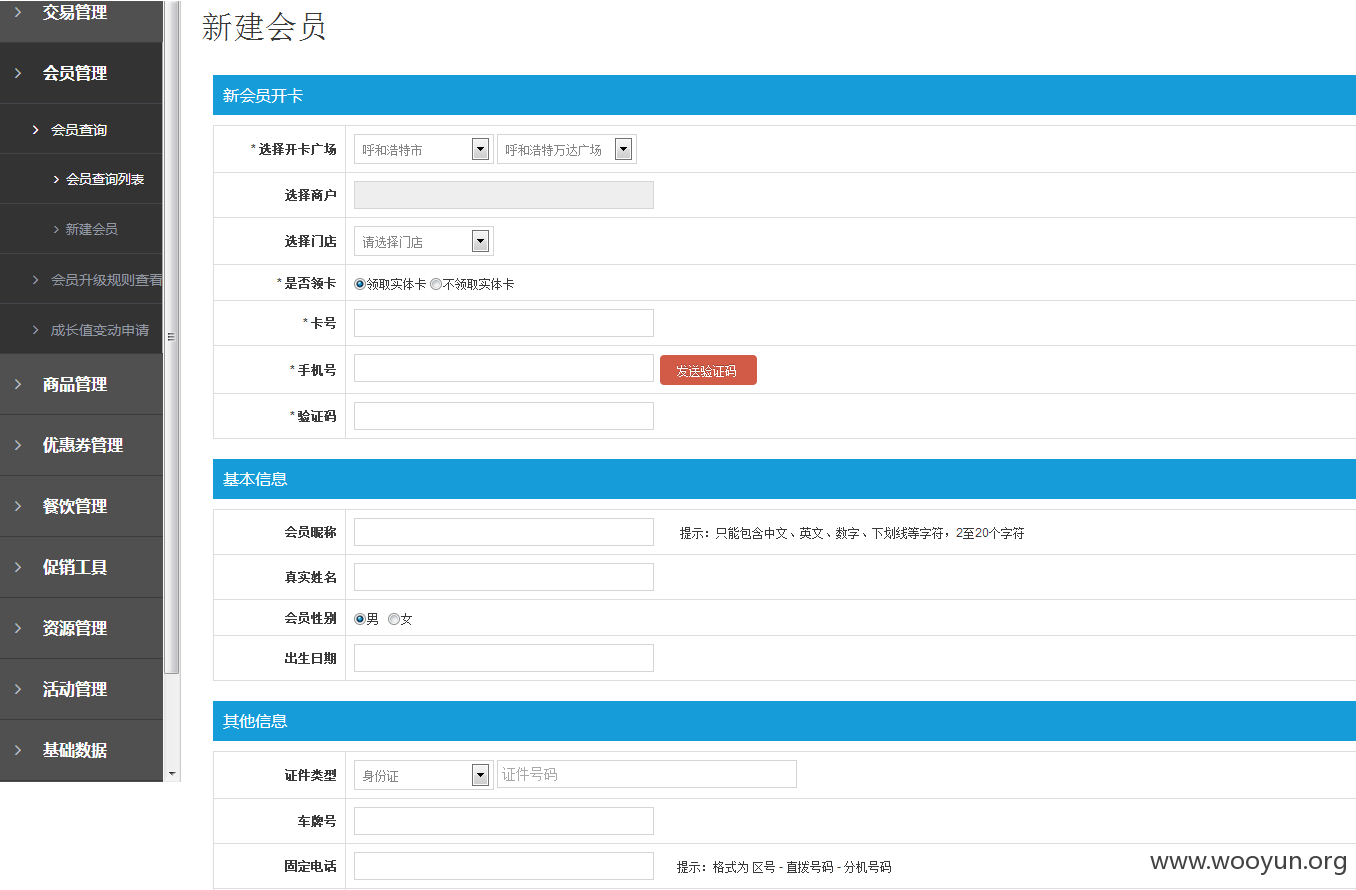 交易管理
会员管理
会员查询
会员查询列表
新建会员
会员升级规则查看
成长值变动申请
商品管理
优惠券管理
餐饮管理
促销工具
资源管理
活动管理
基础数据
新建会员
新会员开卡
*选择开卡广场 呼和浩特市 呼和浩特万达广场
选择商户
选择门店 请选择门店
*是否领卡 领取实体卡 不领取实体卡
*卡号
*手机号 发送验证码
*验证码
基本信息
会员昵称 提示：只能包含中文、英文、数字、下划线等字符，2至20个字符
真实姓名
会员性别 男 女
出生日期
其他信息
证件类型 身份证 证件号码
车牌号
固定电话 提示：格式为 区号 - 直拨号码 - 分机号码
www.wooyun.org